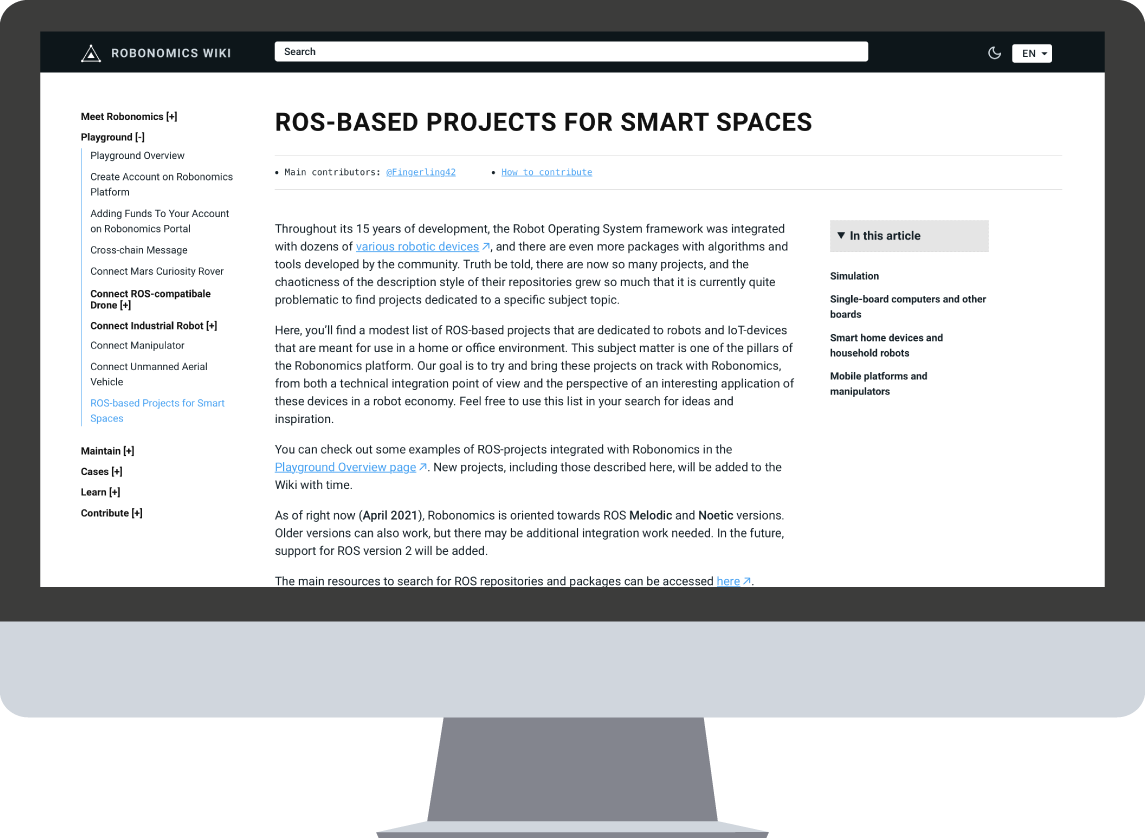 ROBONOMICS WIKI
Search
EN
Meet Robonomics [+]
Playground [-]
Playground Overview
Create Account on Robonomics
Platform
Adding Funds To Your Account
on Robonomics Portal
Cross-chain Message
Connect Mars Curiosity Rover
Connect ROS-compatibale
Drone [+]
Connect Industrial Robot [+]
Connect Manipulator
Connect Unmanned Aerial
Vehicle
ROS-based Projects for Smart
Spaces
Maintain [+]
Cases [+]
Learn [+]
Contribute [+]
ROS-BASED PROJECTS FOR SMART SPACES
• Main contributors: @Fingerling42 • How to contribute
Throughout its 15 years of development, the Robot Operating System framework was integrated
with dozens of various robotic devices ↗, and there are even more packages with algorithms and
tools developed by the community. Truth be told, there are now so many projects, and the
chaoticness of the description style of their repositories grew so much that it is currently quite
problematic to find projects dedicated to a specific subject topic.
Here, you’ll find a modest list of ROS-based projects that are dedicated to robots and IoT-devices
that are meant for use in a home or office environment. This subject matter is one of the pillars of
the Robonomics platform. Our goal is to try and bring these projects on track with Robonomics,
from both a technical integration point of view and the perspective of an interesting application of
these devices in a robot economy. Feel free to use this list in your search for ideas and
inspiration.
You can check out some examples of ROS-projects integrated with Robonomics in the
Playground Overview page ↗. New projects, including those described here, will be added to the
Wiki with time.
As of right now (April 2021), Robonomics is oriented towards ROS Melodic and Noetic versions.
Older versions can also work, but there may be additional integration work needed. In the future,
support for ROS version 2 will be added.
The main resources to search for ROS repositories and packages can be accessed here ↗.
▼ In this article
Simulation
Single-board computers and other
boards
Smart home devices and
household robots
Mobile platforms and
manipulators